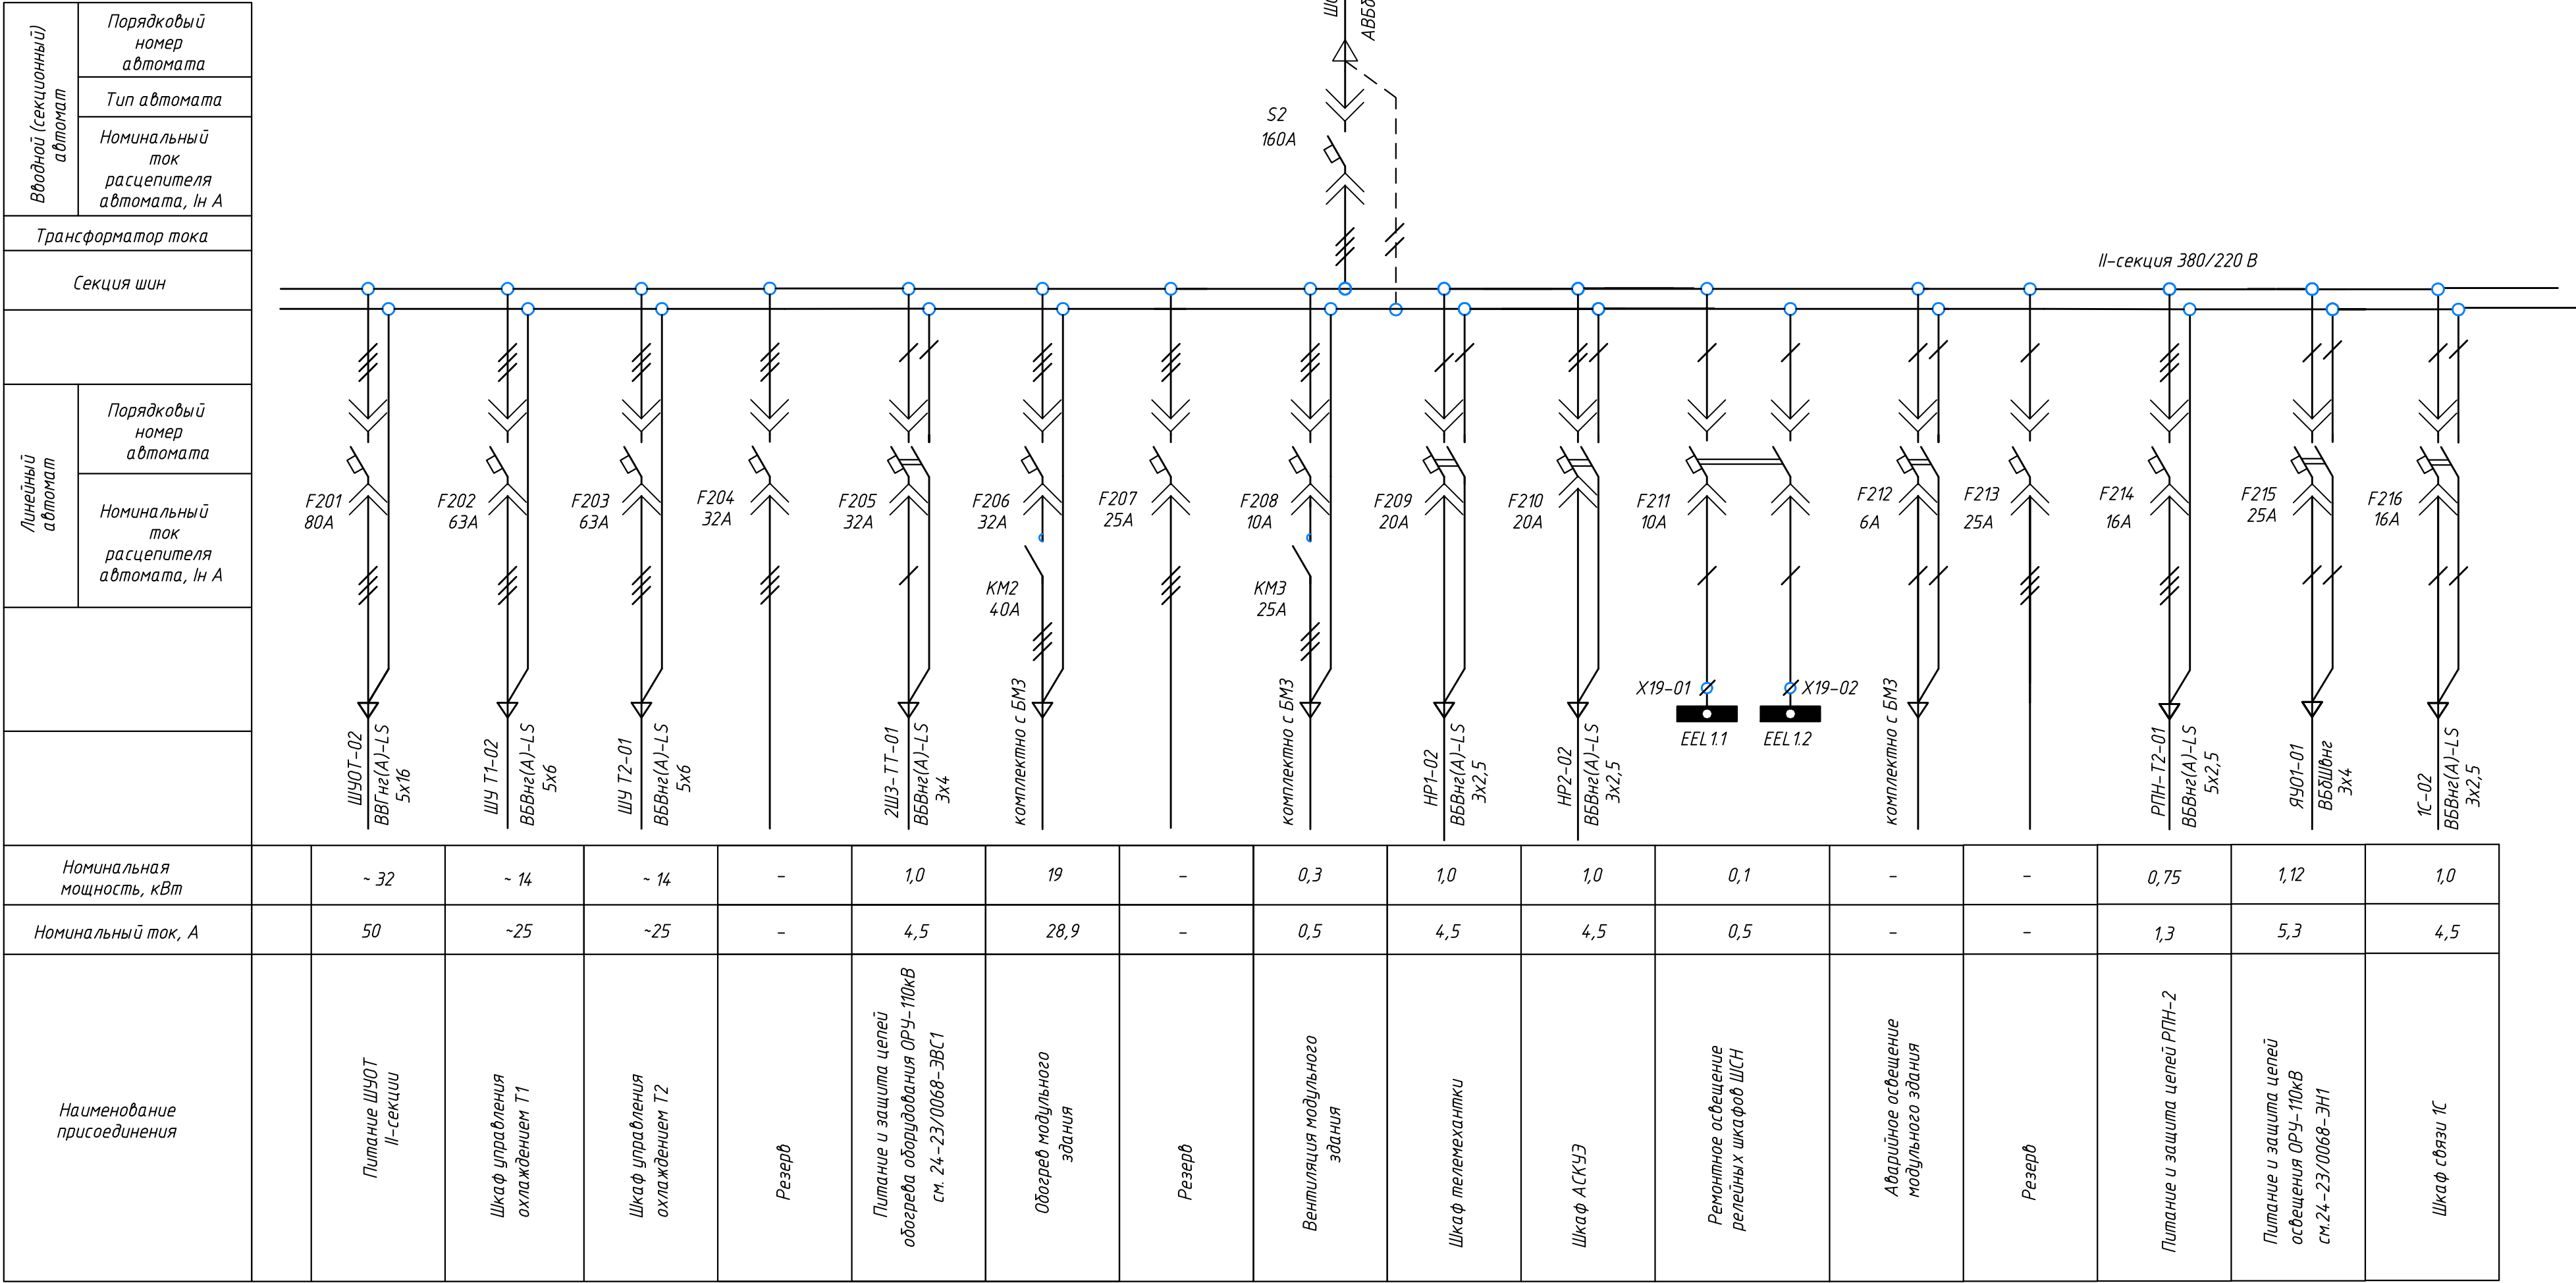 Вводной (секционный)
автомат
Порядковый
номер
автомата
Тип автомата
Номинальный
ток
расцепителя
автомата, Iн А
Трансформатор тока
Секция шин
Линейный
автомат
Порядковый
номер
автомата
Номинальный
ток
расцепителя
автомата, Iн А
S2
160А
II-секция 380/220 В
F201
80А
F202
63А
F203
63А
F204
32А
F205
32А
F206
32А
F207
25А
F208
10А
F209
20А
F210
20А
F211
10А
F212
6А
F213
25А
F214
16А
F215
25А
F216
16А
КМ2
40А
КМ3
25А
X19-01
X19-02
EEL1.1
EEL1.2
ШУОТ-02
ВВГнг(А)-LS
5х16
ШУ Т1-02
ВБВнг(А)-LS
5х6
ШУ Т2-01
ВБВнг(А)-LS
5х6
2ШЗ-ТТ-01
ВБВнг(А)-LS
3х4
комплектно с БМЗ
комплектно с БМЗ
НР1-02
ВБВнг(А)-LS
3х2,5
НР2-02
ВБВнг(А)-LS
3х2,5
комплектно с БМЗ
РПН-Т2-01
ВБВнг(А)-LS
5х2,5
ЯУО1-01
ВБбШвнг
3х4
1С-02
ВБВнг(А)-LS
3х2,5
Номинальная
мощность, кВт
~ 32
~ 14
~ 14
-
1,0
19
-
0,3
1,0
1,0
0,1
-
-
0,75
1,12
1,0
Номинальный ток, А
50
~25
~25
-
4,5
28,9
-
0,5
4,5
4,5
0,5
-
-
1,3
5,3
4,5
Наименование
присоединения
Питание ШУОТ
II-секции
Шкаф управления
охлаждением Т1
Шкаф управления
охлаждением Т2
Резерв
Питание и защита цепей
обогрева оборудования ОРУ-110кВ
см. 24-23/0068-ЭВС1
Обогрев модульного
здания
Резерв
Вентиляция модульного
здания
Шкаф телемехантки
Шкаф АСКУЭ
Ремонтное освещение
релейных шкафов ШСН
Аварийное освещение
модульного здания
Резерв
Питание и защита цепей РПН-2
Питание и защита цепей
освещения ОРУ-110кВ
см.24-23/0068-ЭН1
Шкаф связи 1С